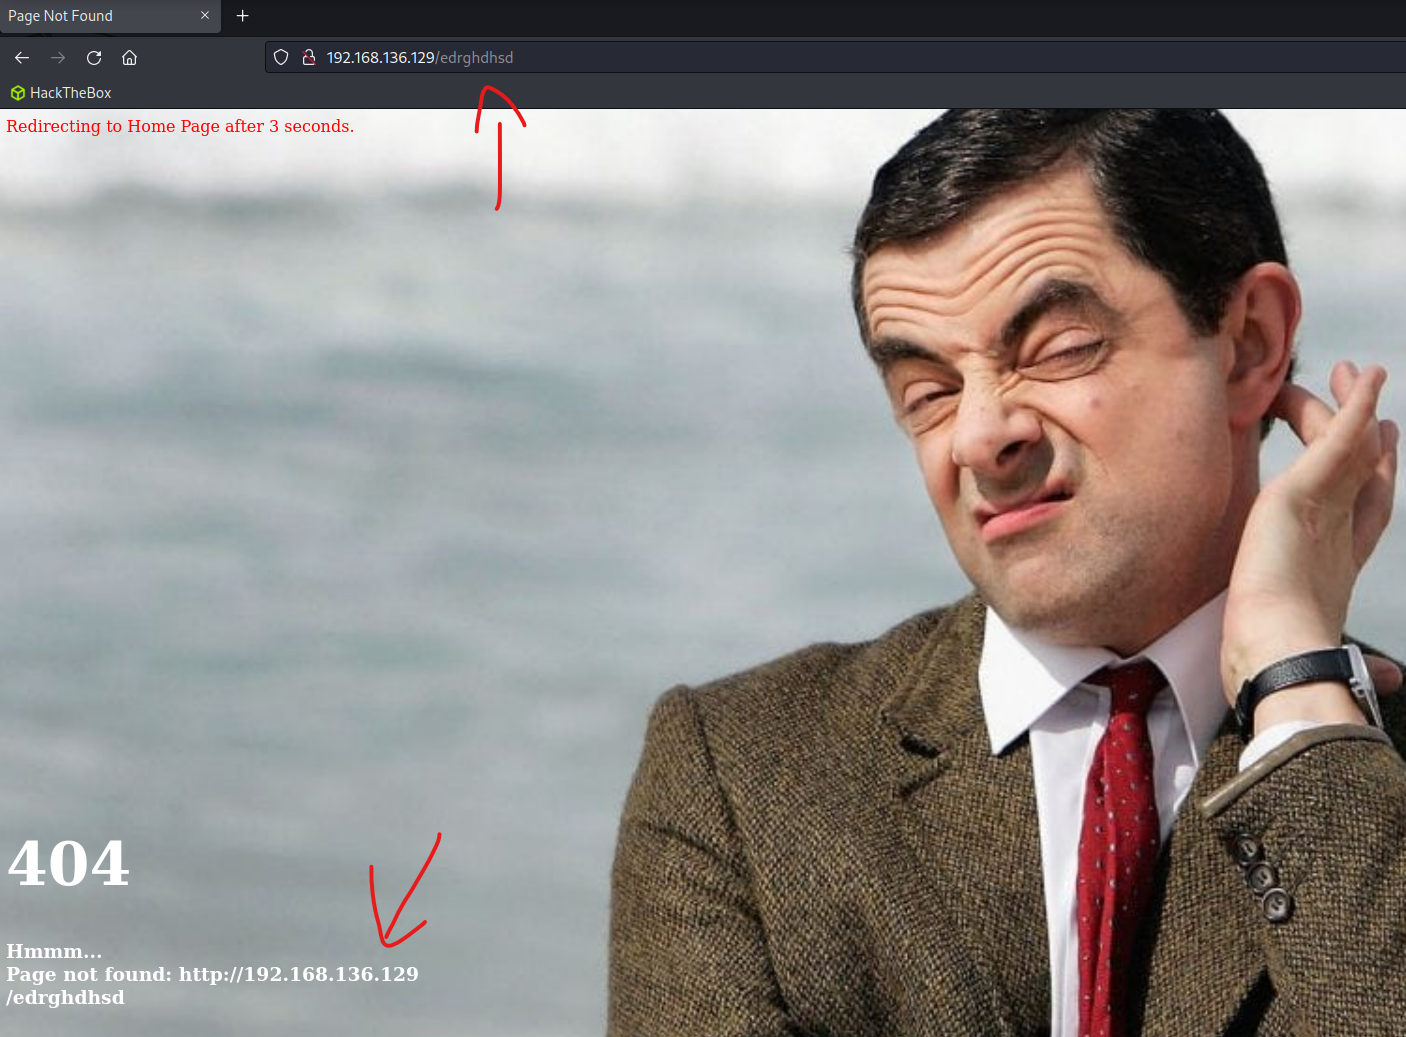 Page Not Found
192.168.136.129/edrghdhsd
HackTheBox
Redirecting to Home Page after 3 seconds.
404
Hmmm...
Page not found: http://192.168.136.129
/edrghdhsd